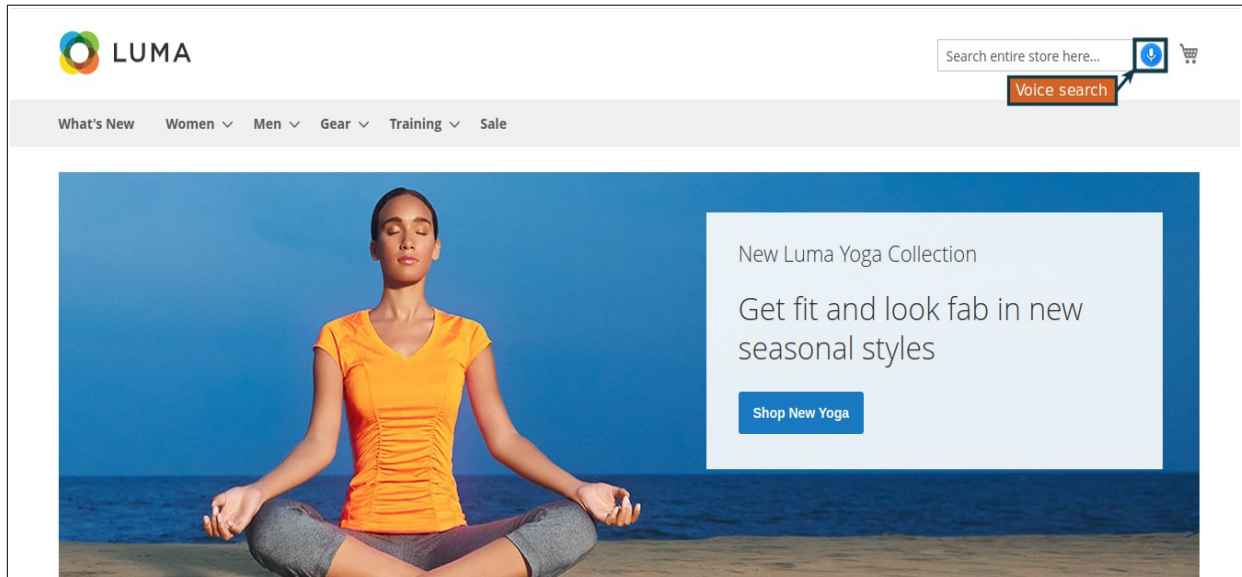 LUMA
Search entire store here...
Voice search
What's New Women Men Gear Training Sale
New Luma Yoga Collection
Get fit and look fab in new
seasonal styles
Shop New Yoga